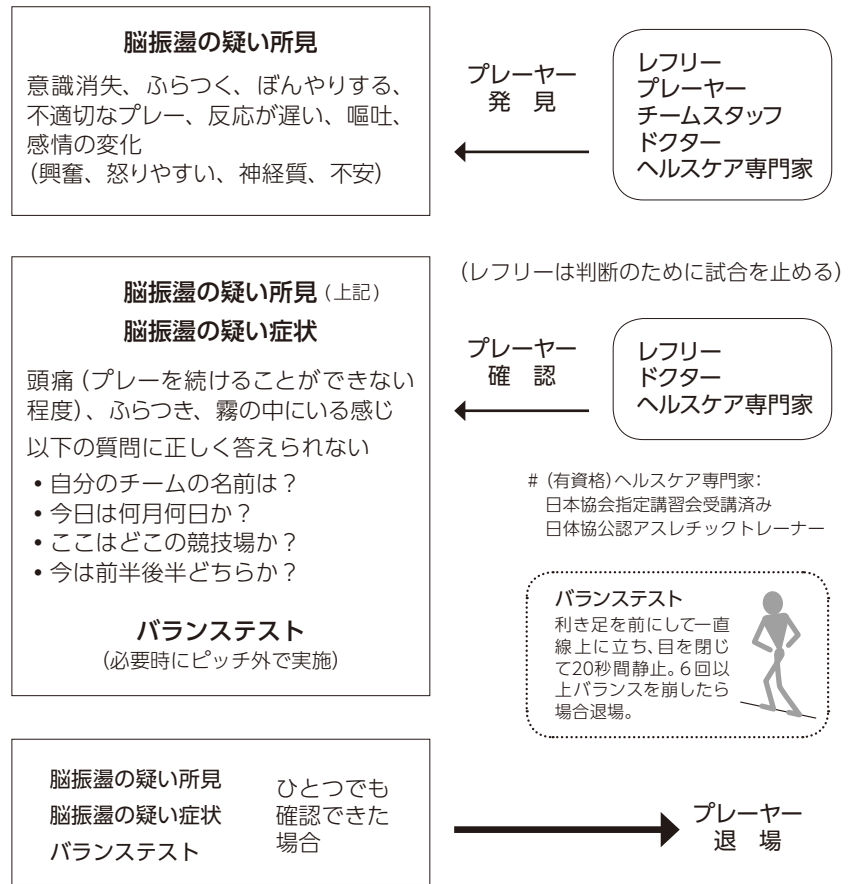 脳振盪の疑い所見
意識消失、ふらつく、ぼんやりする、
不適切なプレー、反応が遅い、嘔吐、
感情の変化
(興奮、怒りやすい、神経質、不安)
プレーヤー
発 見
レフリー
プレーヤー
チームスタッフ
ドクター
ヘルスケア専門家
脳振盪の疑い所見（上記）
脳振盪の疑い症状
頭痛（プレーを続けることができない
程度）、ふらつき、霧の中にいる感じ
以下の質問に正しく答えられない
•自分のチームの名前は？
•今日は何月何日か？
•ここはどこの競技場か？
•今は前半後半どちらか？
バランステスト
(必要時にピッチ外で実施)
(レフリーは判断のために試合を止める)
プレーヤー
確 認
レフリー
ドクター
ヘルスケア専門家
#（有資格）ヘルスケア専門家：
日本協会指定講習会受講済み
日体協公認アスレチックトレーナー
バランステスト
利き足を前にして一直
線上に立ち、目を閉じ
て20秒間静止。6回以
上バランスを崩したら
場合退場。
脳振盪の疑い所見
脳振盪の疑い症状
バランステスト
ひとつでも
確認できた
場合
プレーヤー
退 場